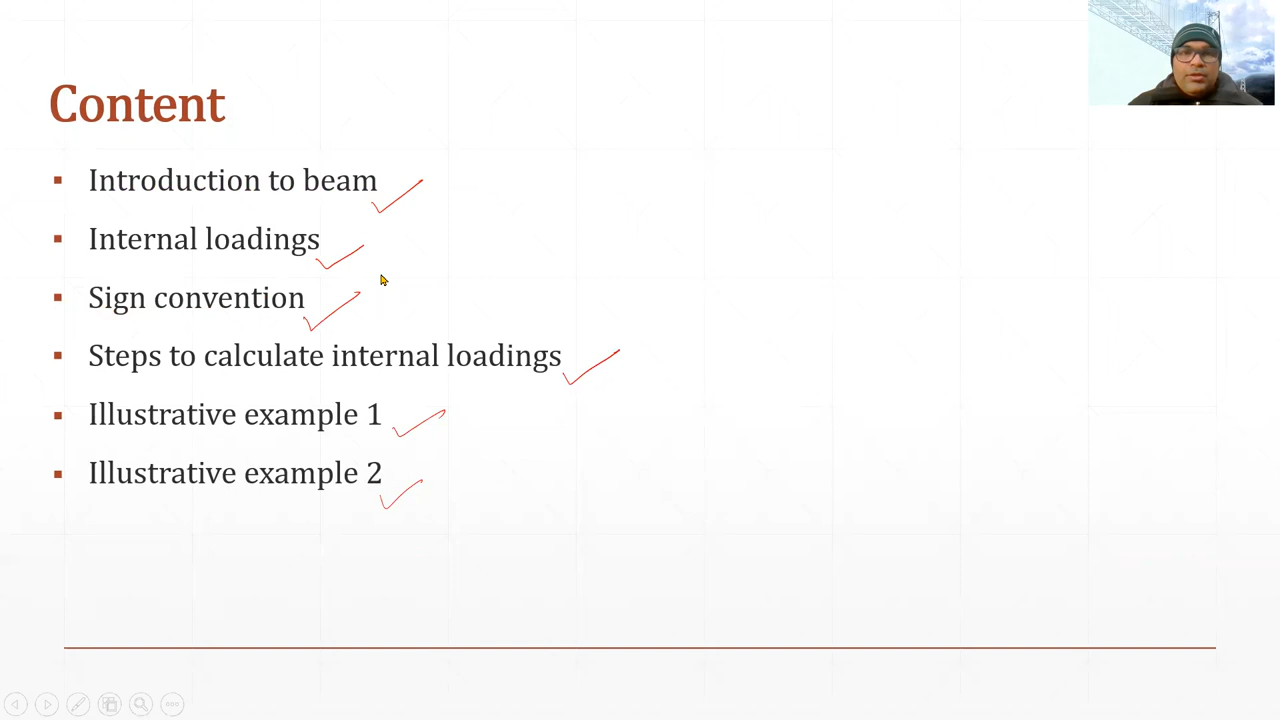 Content
Introduction to beam
Internal loadings
Sign convention
Steps to calculate internal loadings
Illustrative example 1
Illustrative example 2